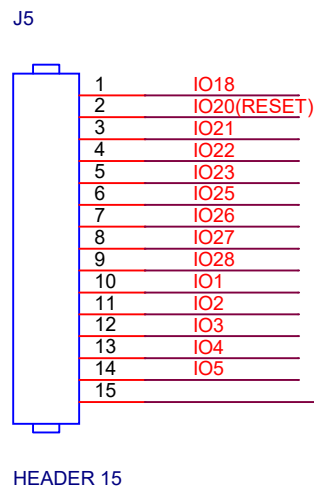 J5
1 IO18
2 IO20(RESET)
3 IO21
4 IO22
5 IO23
6 IO25
7 IO26
8 IO27
9 IO28
10 IO1
11 IO2
12 IO3
13 IO4
14 IO5
15
HEADER 15